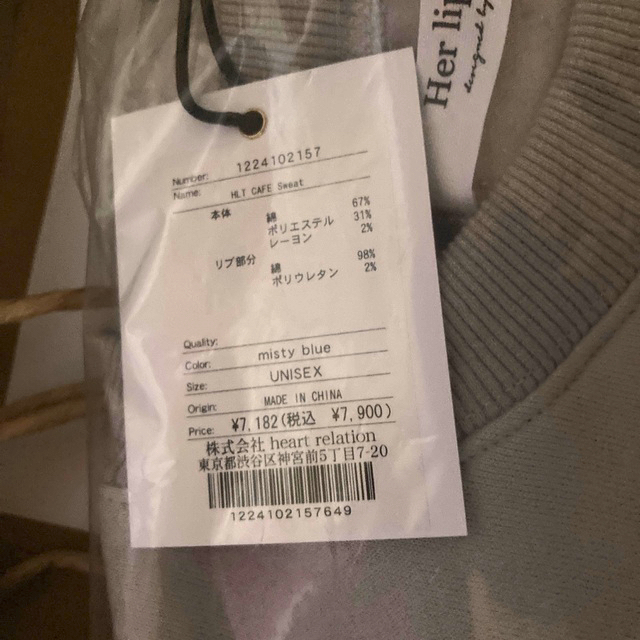 Her lip
designed
by
Number: 1224102157
Name: HLT CAFE Sweat
本体 綿 67%
ポリエステル 31%
レーヨン 2%
リブ部分 綿 98%
ポリウレタン 2%
Quality:
Color: misty blue
Size: UNISEX
Origin: MADE IN CHINA
Price: ¥7,182(税込 ¥7,900)
株式会社 heart relation
東京都渋谷区神宮前5丁目7-20
1224102157649